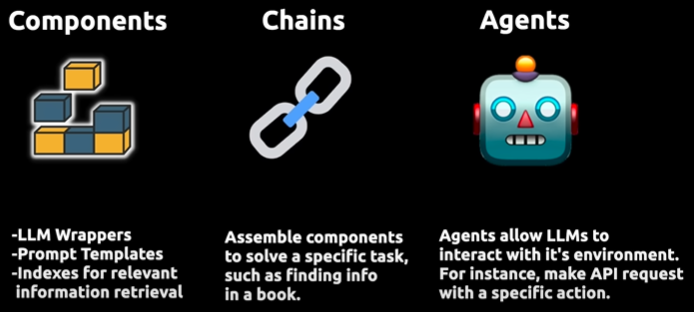 Components
-LLM Wrappers
-Prompt Templates
-Indexes for relevant
information retrieval
Chains
Assemble components
to solve a specific task,
such as finding info
in a book.
Agents
Agents allow LLMs to
interact with it's environment.
For instance, make API request
with a specific action.